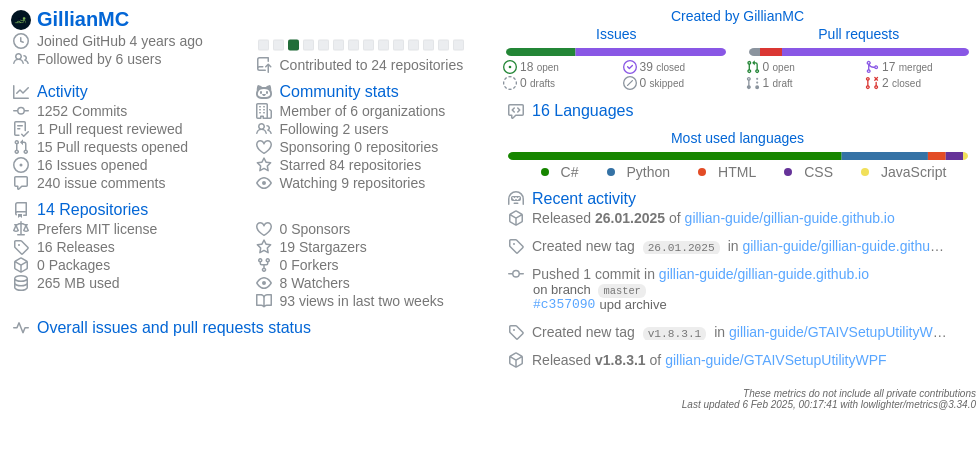 GillianMC
Joined GitHub 4 years ago
Followed by 6 users
Contributed to 24 repositories
Activity
1252 Commits
1 Pull request reviewed
15 Pull requests opened
16 Issues opened
240 issue comments
Community stats
Member of 6 organizations
Following 2 users
Sponsoring 0 repositories
Starred 84 repositories
Watching 9 repositories
14 Repositories
Prefers MIT license
16 Releases
0 Packages
265 MB used
0 Sponsors
19 Stargazers
0 Forkers
8 Watchers
93 views in last two weeks
Overall issues and pull requests status
Created by GillianMC
Issues
18 open
39 closed
0 drafts
0 skipped
Pull requests
0 open
17 merged
1 draft
2 closed
16 Languages
Most used languages
C# Python HTML CSS JavaScript
Recent activity
Released 26.01.2025 of gillian-guide/gillian-guide.github.io
Created new tag 26.01.2025 in gillian-guide/gillian-guide.githu…
Pushed 1 commit in gillian-guide/gillian-guide.github.io
on branch master
#c357090 upd archive
Created new tag v1.8.3.1 in gillian-guide/GTAIVSetupUtilityW…
Released v1.8.3.1 of gillian-guide/GTAIVSetupUtilityWPF
These metrics do not include all private contributions
Last updated 6 Feb 2025, 00:17:41 with lowlighter/metrics@3.34.0